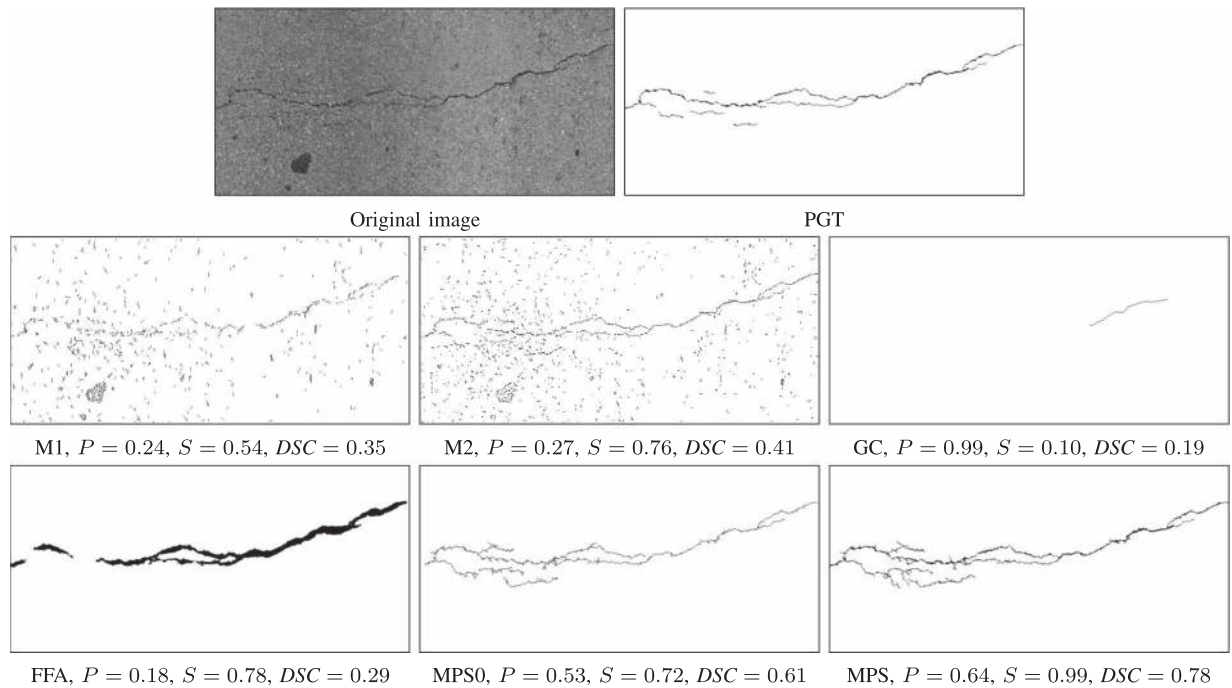 Original image
PGT
M1, P = 0.24, S = 0.54, DSC = 0.35
M2, P = 0.27, S = 0.76, DSC = 0.41
GC, P = 0.99, S = 0.10, DSC = 0.19
FFA, P = 0.18, S = 0.78, DSC = 0.29
MPS0, P = 0.53, S = 0.72, DSC = 0.61
MPS, P = 0.64, S = 0.99, DSC = 0.78